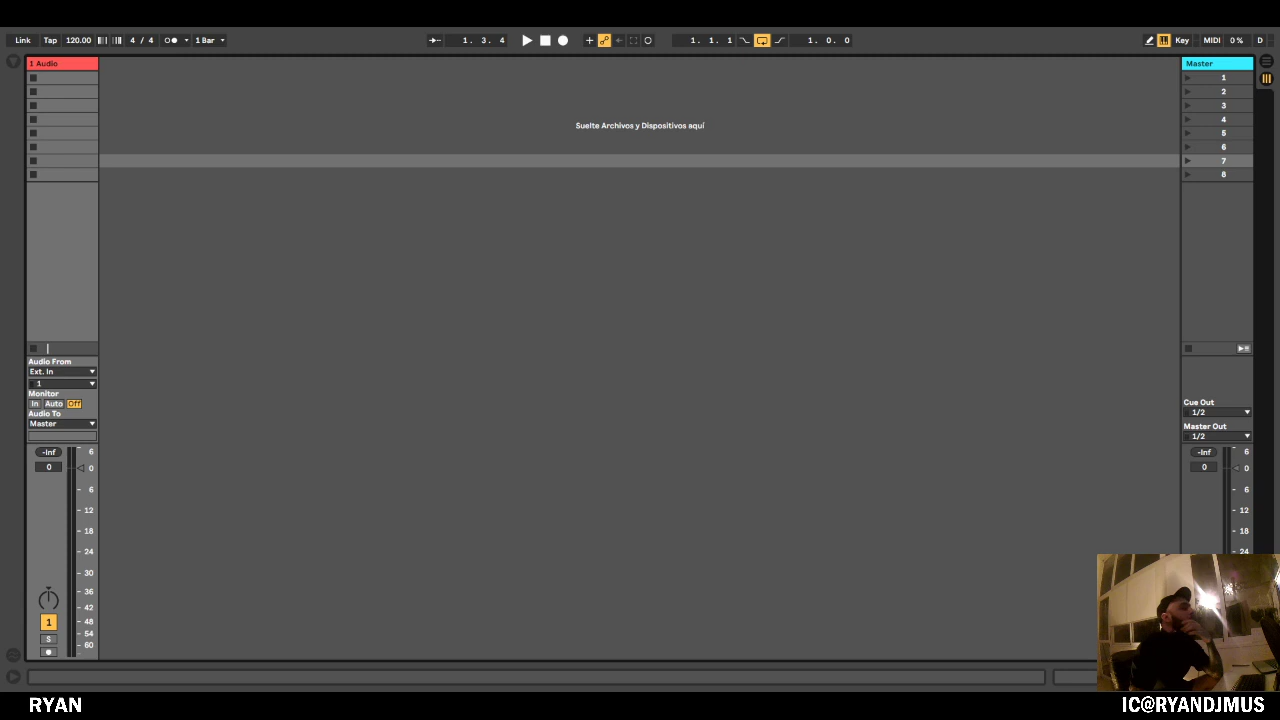 Link Tap 120.00 4 / 4 1 Bar 1. 3. 4 1. 1. 1 1. 0. 0 Key MIDI 0 % D
1 Audio
Master
1
2
3
4
5
6
7
8
Suelte Archivos y Dispositivos aquí
Audio From
Ext. In
1
Monitor
In Auto Off
Audio To
Master
-Inf 6
0 0
6
12
18
24
30
36
42
1 48
S 54
60
Cue Out
1/2
Master Out
1/2
-Inf 6
0 0
6
12
18
24
RYAN
IC@RYANDJMUS